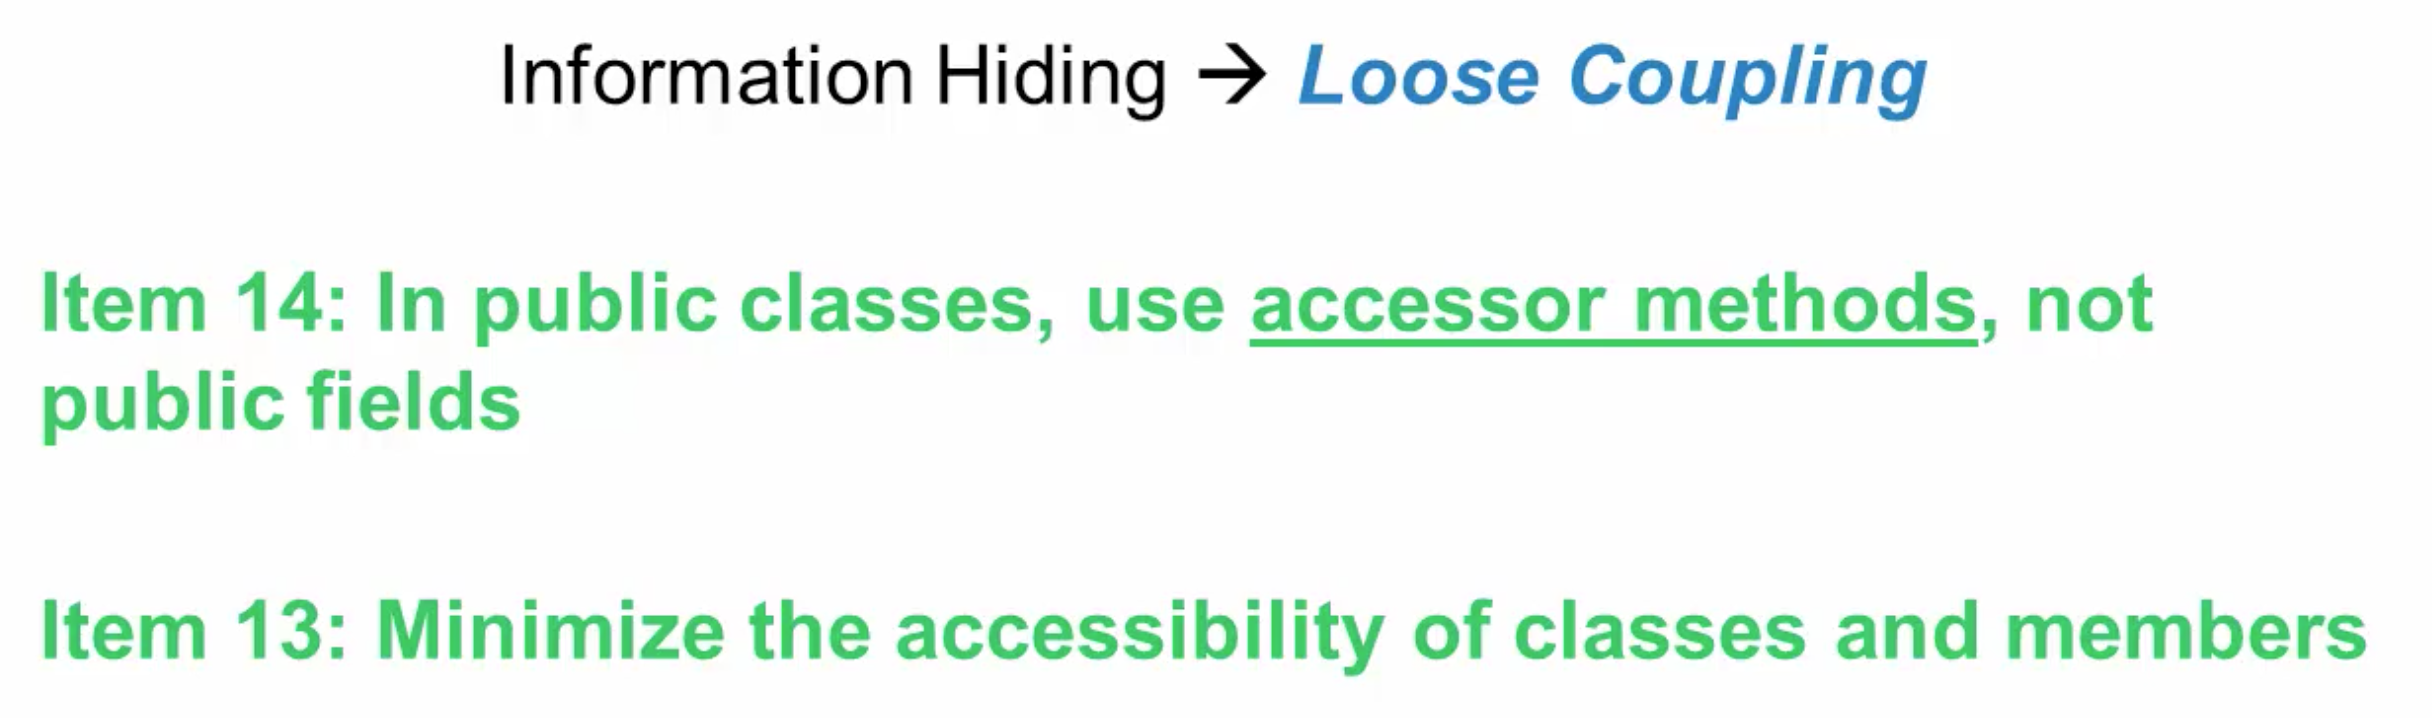 Information Hiding → Loose Coupling
Item 14: In public classes, use accessor methods, not
public fields
Item 13: Minimize the accessibility of classes and members